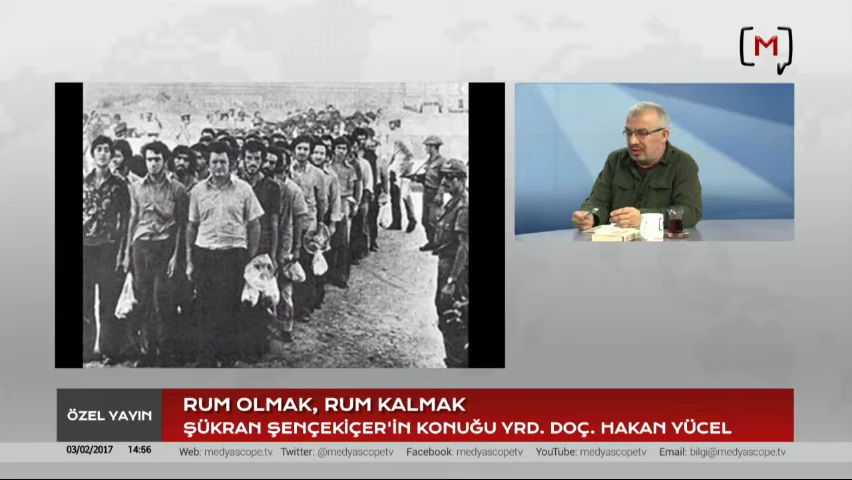 [M]
RUM OLMAK, RUM KALMAK
ÖZEL YAYIN
ŞÜKRAN ŞENÇEKİÇER'İN KONUĞU YRD. DOÇ. HAKAN YÜCEL
03/02/2017 14:56 Web: medyascope.tv Twitter: @medyascopetv Facebook: medyascopetv YouTube: medyascopetv Email: bilgi@medyascope.tv